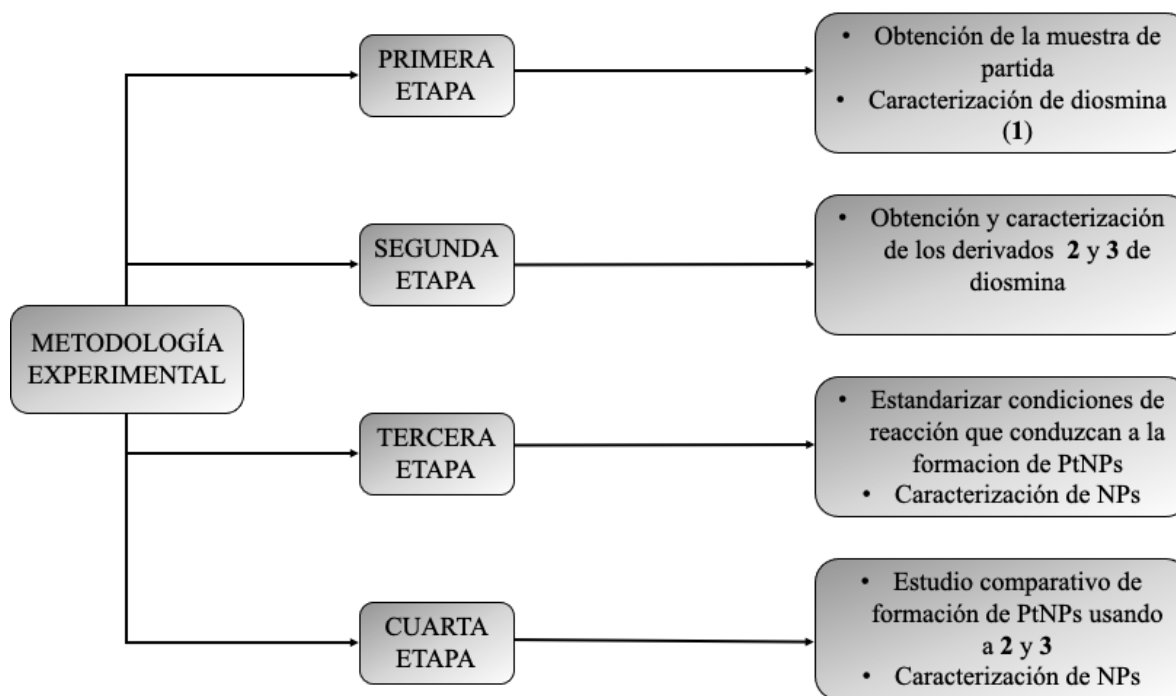 PRIMERA
ETAPA
• Obtención de la muestra de
partida
• Caracterización de diosmina
(1)
SEGUNDA
ETAPA
• Obtención y caracterización
de los derivados 2 y 3 de
diosmina
METODOLOGÍA
EXPERIMENTAL
TERCERA
ETAPA
• Estandarizar condiciones de
reacción que conduzcan a la
formacion de PtNPs
• Caracterización de NPs
CUARTA
ETAPA
• Estudio comparativo de
formación de PtNPs usando
a 2 y 3
• Caracterización de NPs